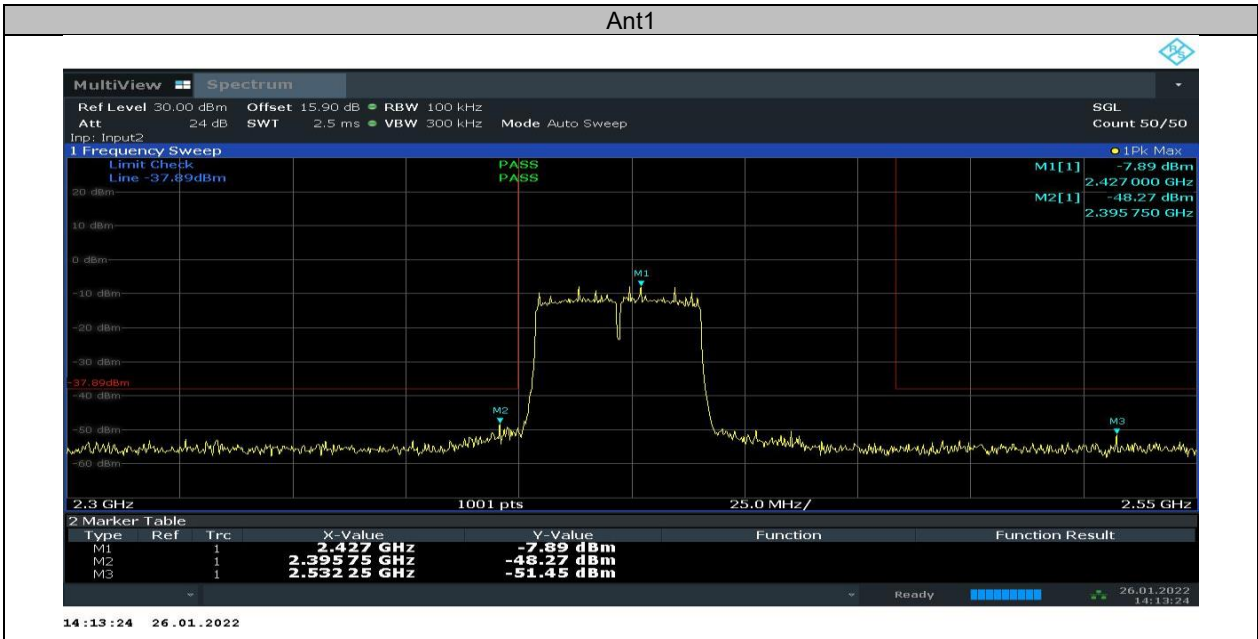 Ant1
R&S
MultiView Spectrum
Ref Level 30.00 dBm Offset 15.90 dB RBW 100 kHz SGL
Att 24 dB SWT 2.5 ms VBW 300 kHz Mode Auto Sweep Count 50/50
Inp: Input2
1 Frequency Sweep 1Pk Max
Limit Check PASS M1[1] -7.89 dBm
Line -37.89dBm PASS 2.427 000 GHz
20 dBm M2[1] -48.27 dBm
2.395 750 GHz
10 dBm
0 dBm
M1
-10 dBm
-20 dBm
-30 dBm
-37.89dBm
-40 dBm
M2
M3
-50 dBm
-60 dBm
2.3 GHz 1001 pts 25.0 MHz/ 2.55 GHz
2 Marker Table
Type Ref Trc X-Value Y-Value Function Function Result
M1 1 2.427 GHz -7.89 dBm
M2 1 2.395 75 GHz -48.27 dBm
M3 1 2.532 25 GHz -51.45 dBm
Ready 26.01.2022
14:13:24
14:13:24 26.01.2022